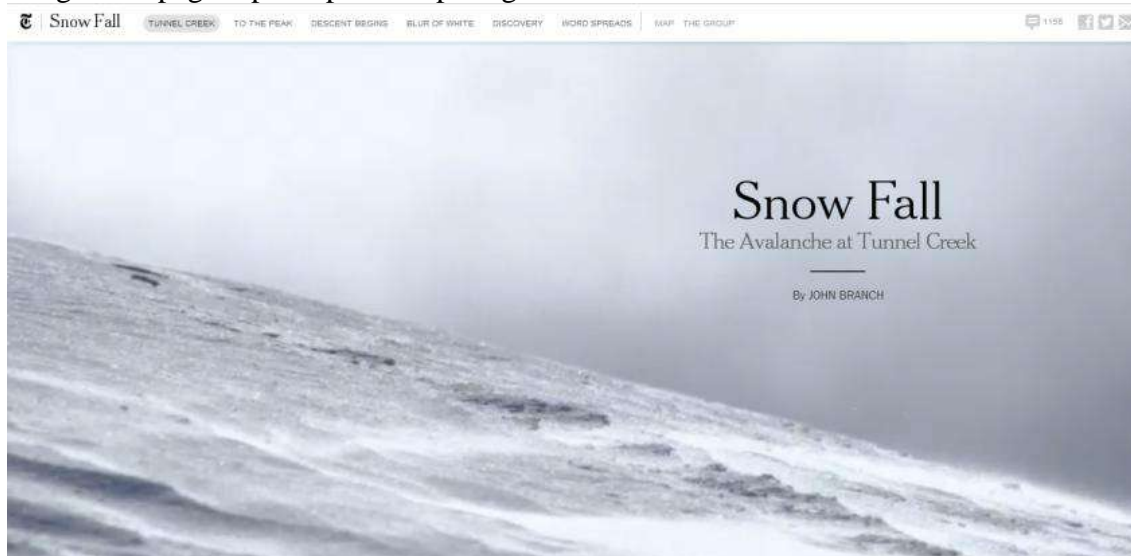 Snow Fall TUNNEL CREEK TO THE PEAK DESCENT BEGINS BLUR OF WHITE DISCOVERY WORD SPREADS MAP THE GROUP 1155
Snow Fall
The Avalanche at Tunnel Creek
By JOHN BRANCH